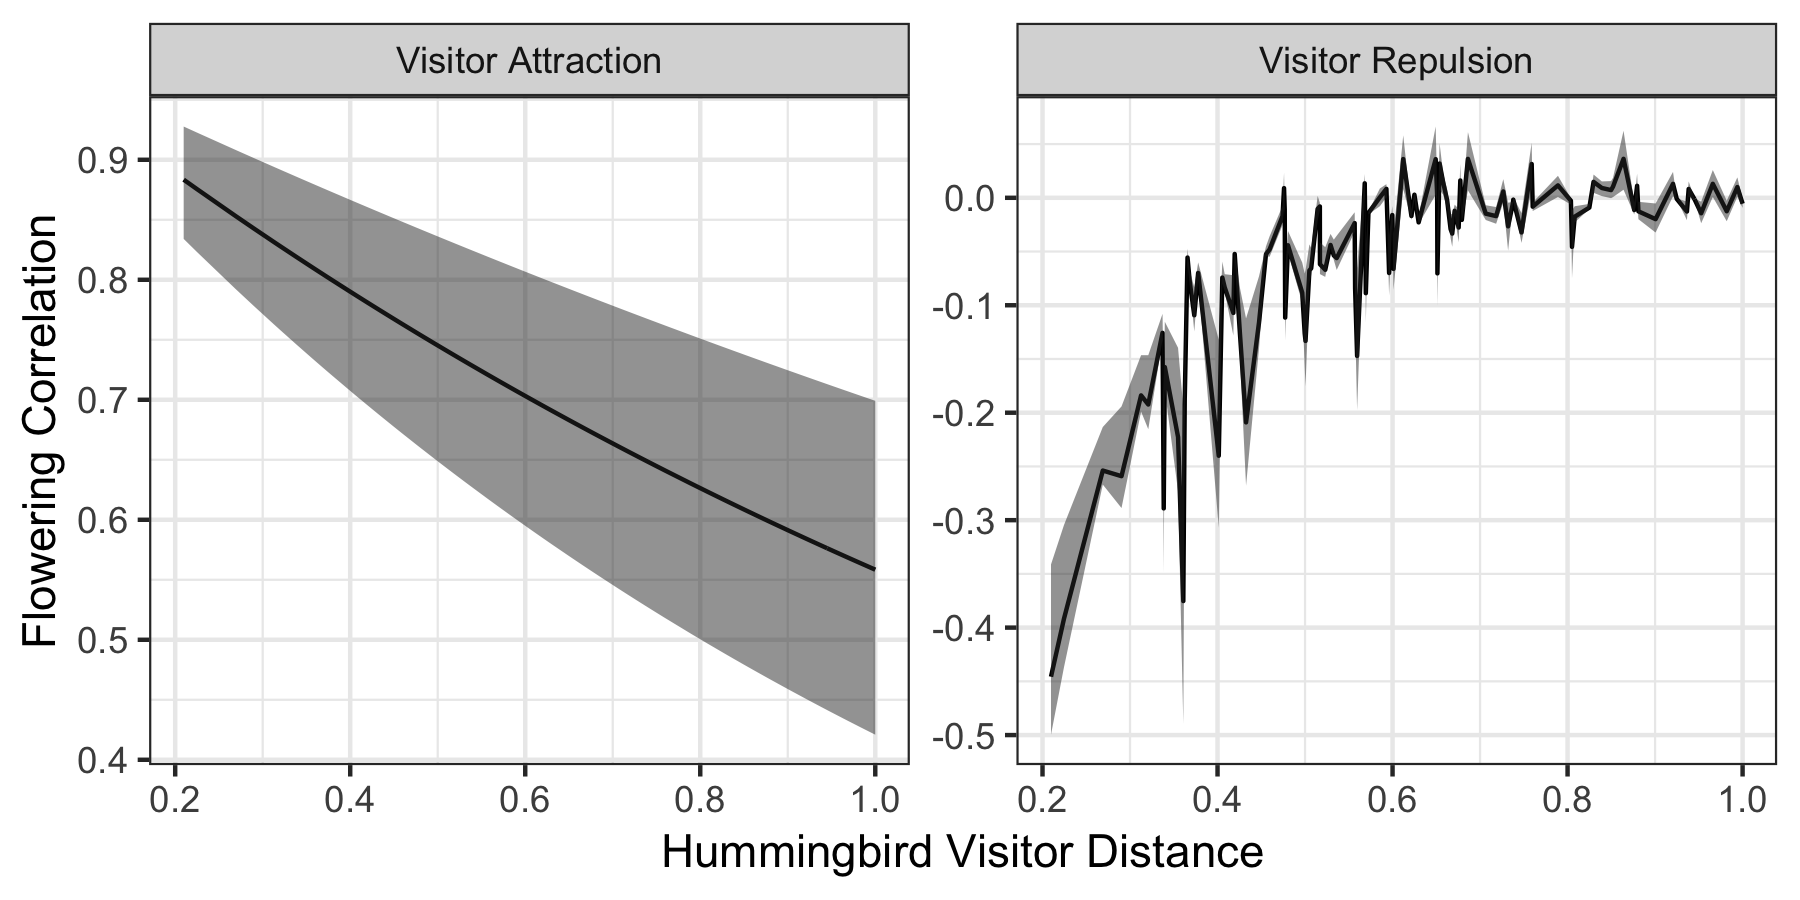 Visitor Attraction
Visitor Repulsion
Flowering Correlation
0.9
0.8
0.7
0.6
0.5
0.4
0.0
-0.1
-0.2
-0.3
-0.4
-0.5
0.2 0.4 0.6 0.8 1.0
0.2 0.4 0.6 0.8 1.0
Hummingbird Visitor Distance